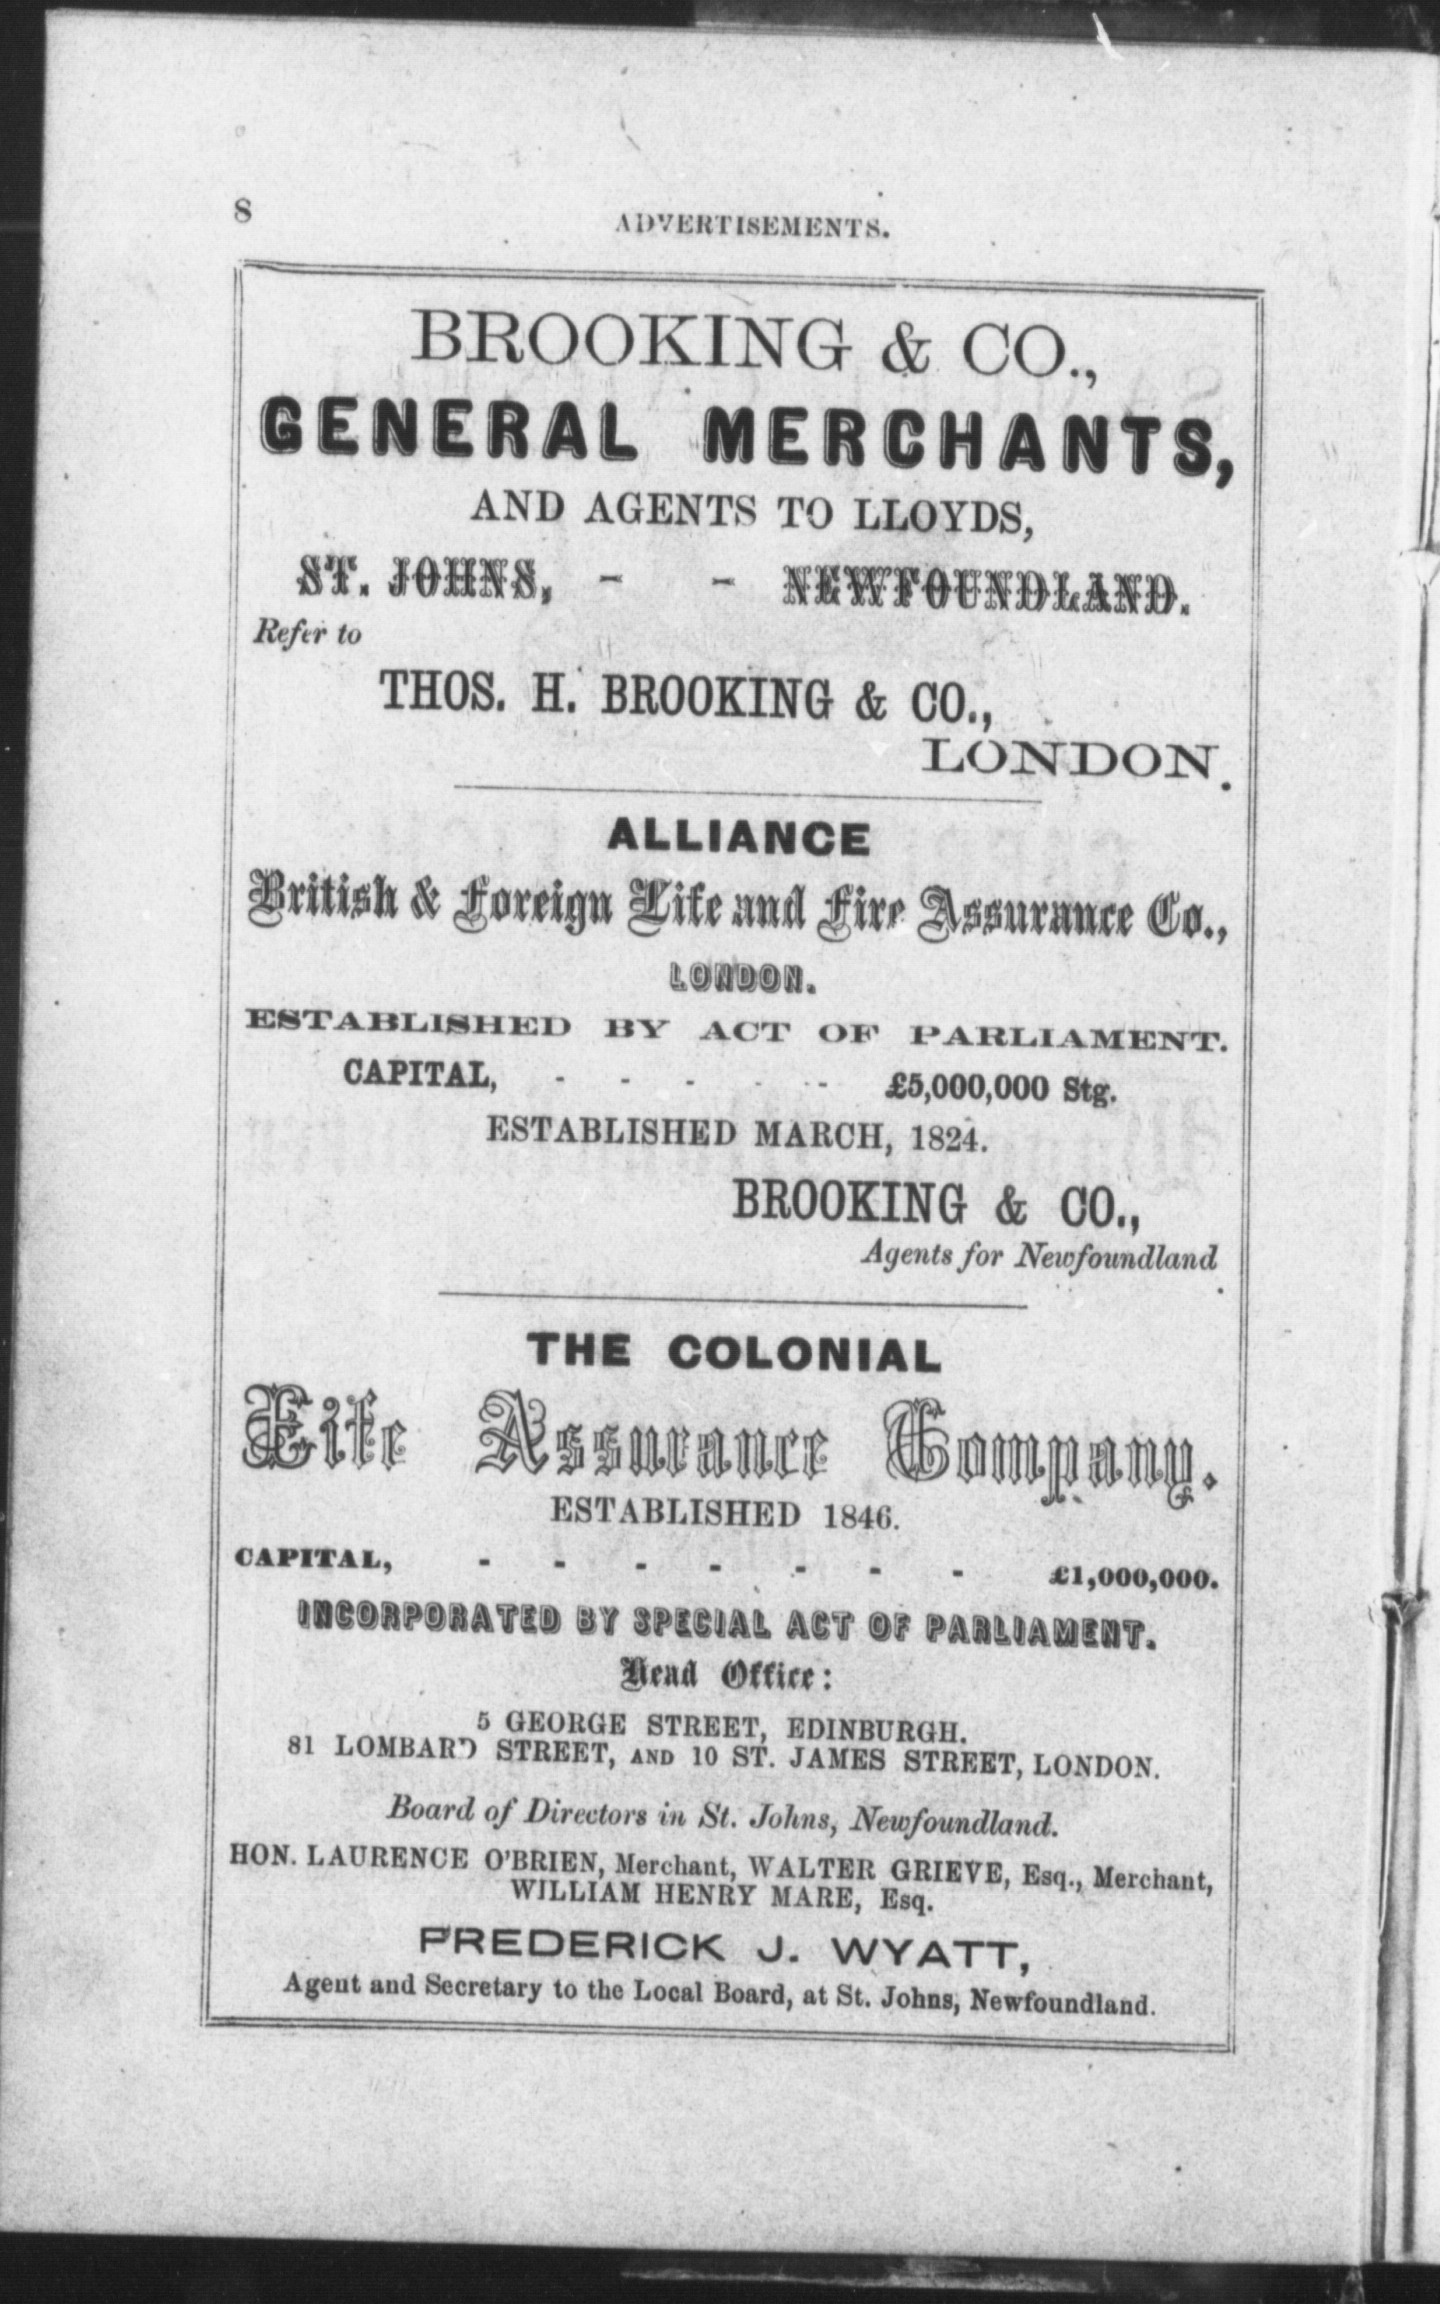 8
ADVERTISEMENTS.
BROOKING & CO.,
GENERAL MERCHANTS,
AND AGENTS TO LLOYDS,
ST. JOHNS, - - NEWFOUNDLAND.
Refer to
THOS. H. BROOKING & CO.,
LONDON.
ALLIANCE
British & Foreign Life and Fire Assurance Co.,
LONDON.
ESTABLISHED BY ACT OF PARLIAMENT.
CAPITAL, - - - - - £5,000,000 Stg.
ESTABLISHED MARCH, 1824.
BROOKING & CO.,
Agents for Newfoundland.
THE COLONIAL
Life Assurance Company.
ESTABLISHED 1846.
CAPITAL, - - - - - - - £1,000,000.
INCORPORATED BY SPECIAL ACT OF PARLIAMENT.
Head Office:
5 GEORGE STREET, EDINBURGH.
81 LOMBARD STREET, AND 10 ST. JAMES STREET, LONDON.
Board of Directors in St. Johns, Newfoundland.
HON. LAURENCE O'BRIEN, Merchant, WALTER GRIEVE, Esq., Merchant,
WILLIAM HENRY MARE, Esq.
FREDERICK J. WYATT,
Agent and Secretary to the Local Board, at St. Johns, Newfoundland.